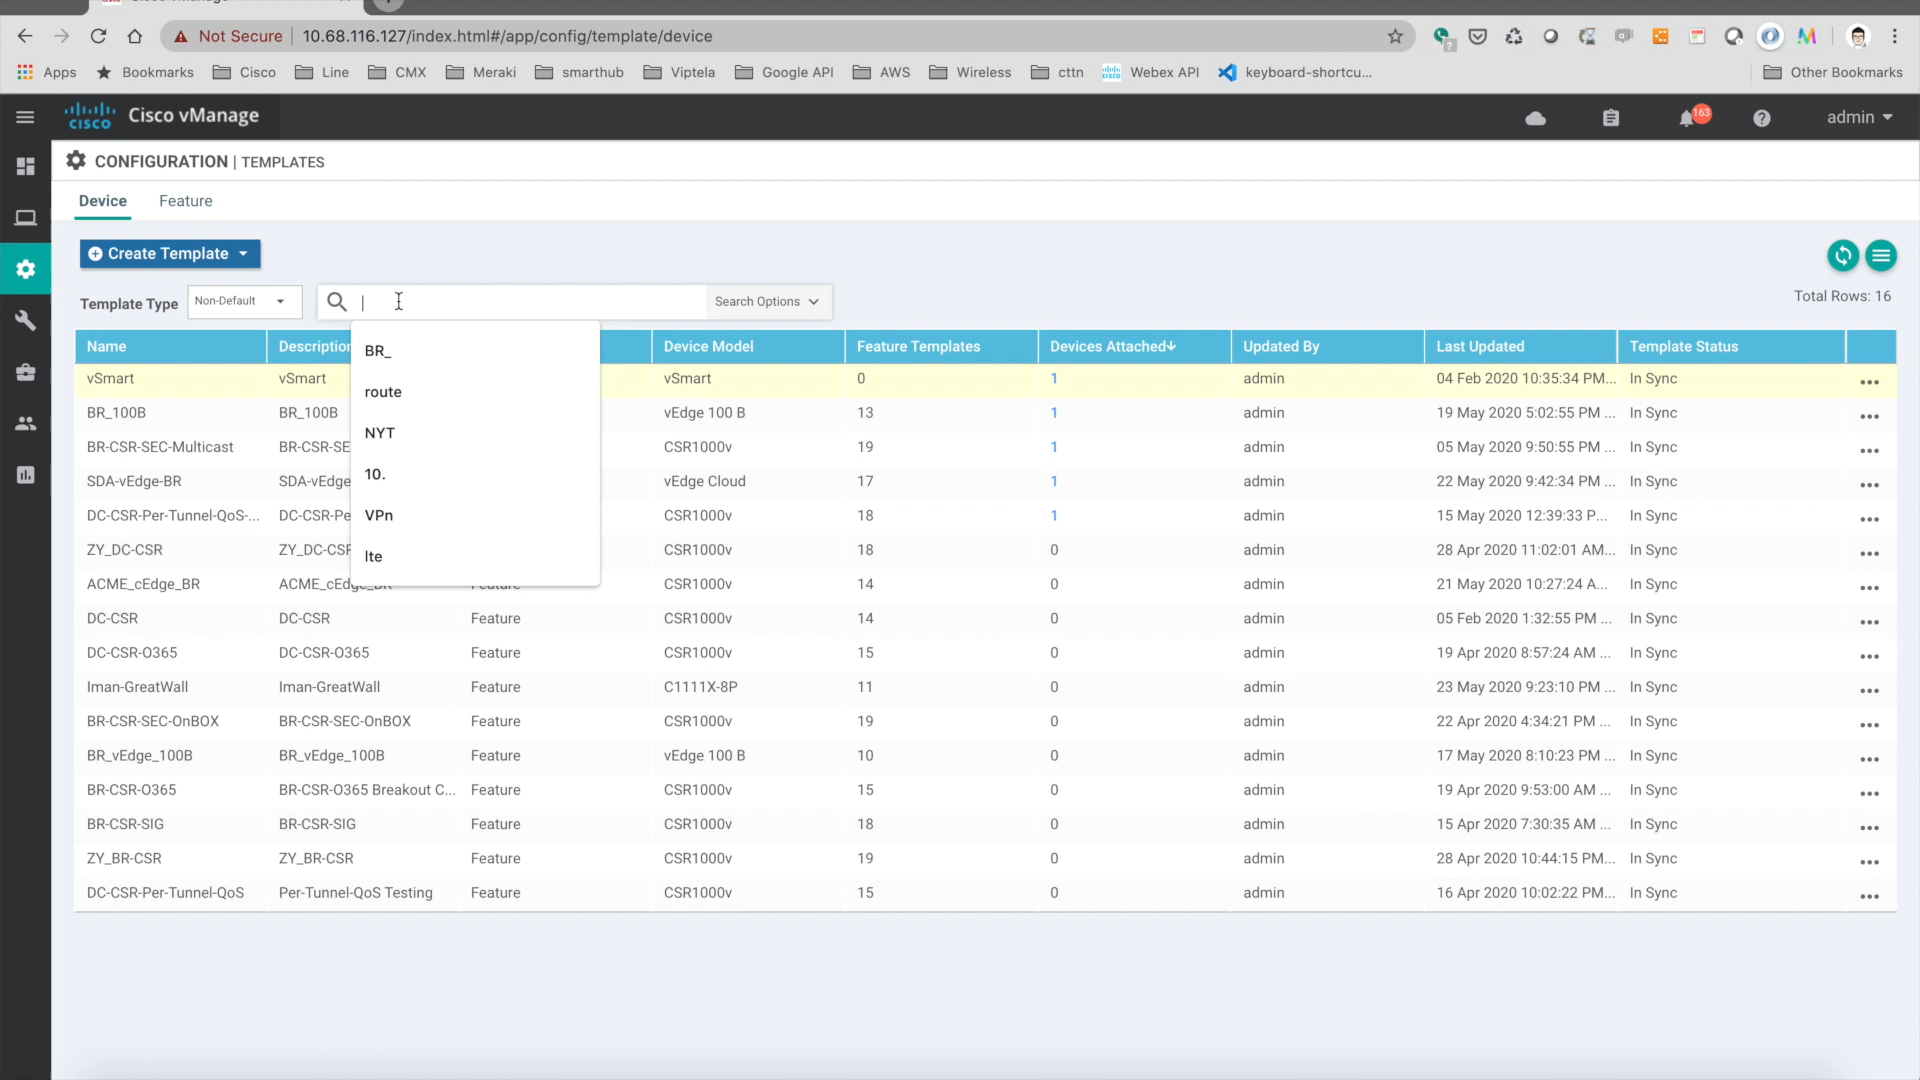 Not Secure 10.68.116.127/index.html#/app/config/template/device
Apps Bookmarks Cisco Line CMX Meraki smarthub Viptela Google API AWS Wireless cttn Webex API keyboard-shortcu... Other Bookmarks
cisco Cisco vManage 163 admin
CONFIGURATION | TEMPLATES
Device Feature
Create Template
Template Type Non-Default Search Options Total Rows: 16
Name Description Device Model Feature Templates Devices Attached Updated By Last Updated Template Status
vSmart vSmart vSmart 0 1 admin 04 Feb 2020 10:35:34 PM... In Sync
BR_100B BR_100B vEdge 100 B 13 1 admin 19 May 2020 5:02:55 PM ... In Sync
BR-CSR-SEC-Multicast BR-CSR-SE CSR1000v 19 1 admin 05 May 2020 9:50:55 PM ... In Sync
SDA-vEdge-BR SDA-vEdge vEdge Cloud 17 1 admin 22 May 2020 9:42:34 PM ... In Sync
DC-CSR-Per-Tunnel-QoS-... DC-CSR-Pe CSR1000v 18 1 admin 15 May 2020 12:39:33 P... In Sync
ZY_DC-CSR ZY_DC-CSR CSR1000v 18 0 admin 28 Apr 2020 11:02:01 AM... In Sync
ACME_cEdge_BR ACME_cEdge_BR Feature CSR1000v 14 0 admin 21 May 2020 10:27:24 A... In Sync
DC-CSR DC-CSR Feature CSR1000v 14 0 admin 05 Feb 2020 1:32:55 PM ... In Sync
DC-CSR-O365 DC-CSR-O365 Feature CSR1000v 15 0 admin 19 Apr 2020 8:57:24 AM ... In Sync
Iman-GreatWall Iman-GreatWall Feature C1111X-8P 11 0 admin 23 May 2020 9:23:10 PM ... In Sync
BR-CSR-SEC-OnBOX BR-CSR-SEC-OnBOX Feature CSR1000v 19 0 admin 22 Apr 2020 4:34:21 PM ... In Sync
BR_vEdge_100B BR_vEdge_100B Feature vEdge 100 B 10 0 admin 17 May 2020 8:10:23 PM ... In Sync
BR-CSR-O365 BR-CSR-O365 Breakout C... Feature CSR1000v 15 0 admin 19 Apr 2020 9:53:00 AM ... In Sync
BR-CSR-SIG BR-CSR-SIG Feature CSR1000v 18 0 admin 15 Apr 2020 7:30:35 AM ... In Sync
ZY_BR-CSR ZY_BR-CSR Feature CSR1000v 19 0 admin 28 Apr 2020 10:44:15 PM... In Sync
DC-CSR-Per-Tunnel-QoS Per-Tunnel-QoS Testing Feature CSR1000v 15 0 admin 16 Apr 2020 10:02:22 PM... In Sync
BR_
route
NYT
10.
VPn
lte